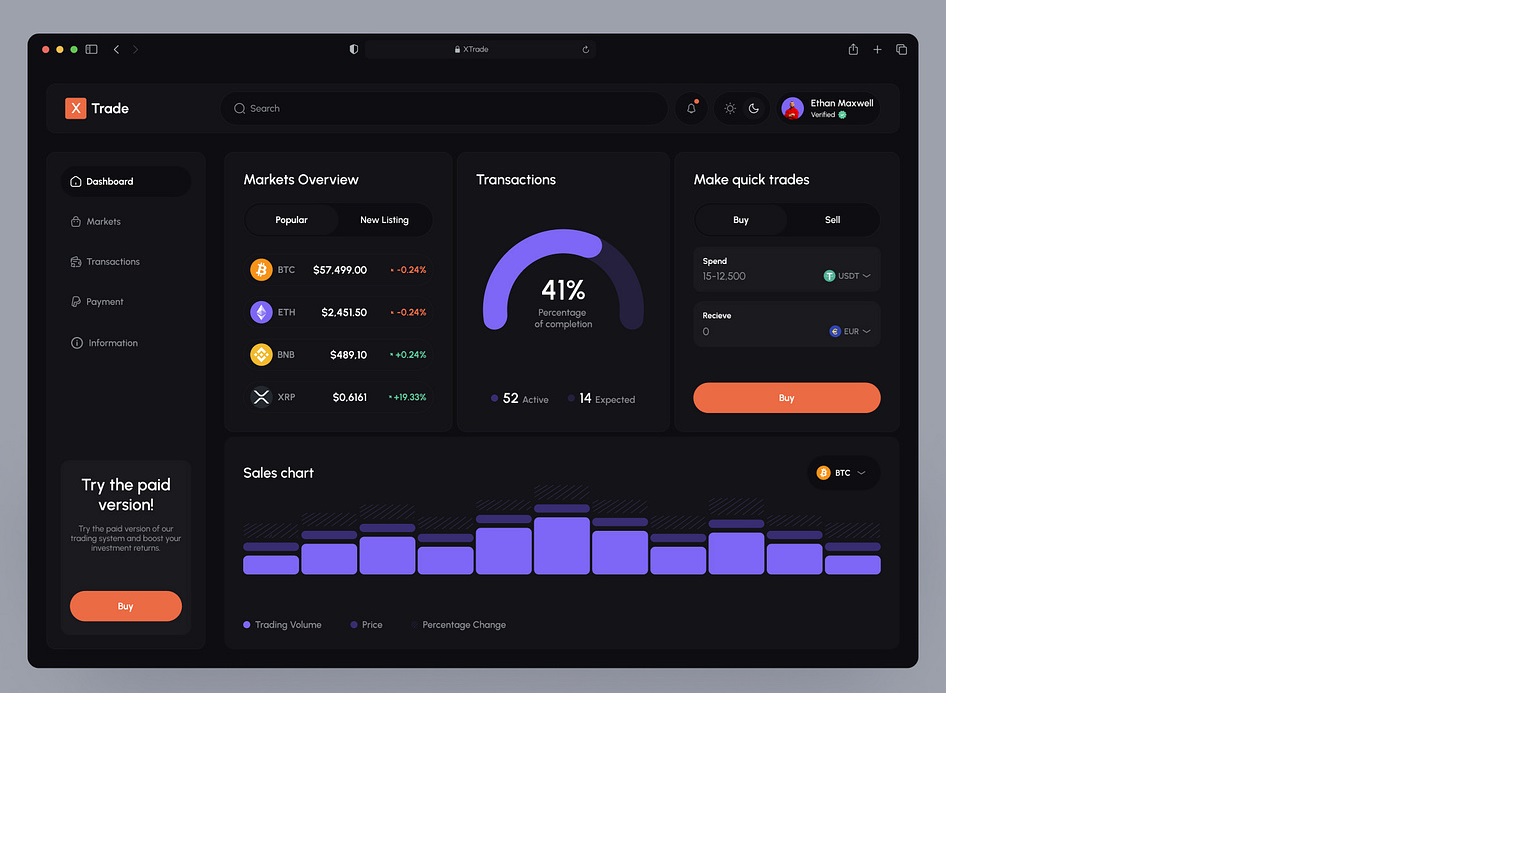 XTrade
X Trade
Search
Ethan Maxwell
Verified
Dashboard
Markets
Transactions
Payment
Information
Try the paid
version!
Try the paid version of our
trading system and boost your
investment returns.
Buy
Markets Overview
Popular
New Listing
BTC $57,499.00 -0.24%
ETH $2,451.50 -0.24%
BNB $489,10 +0.24%
XRP $0,6161 +19.33%
Transactions
41%
Percentage
of completion
52 Active
14 Expected
Make quick trades
Buy
Sell
Spend
15-12,500
USDT
Recieve
0
EUR
Buy
Sales chart
BTC
Trading Volume
Price
Percentage Change